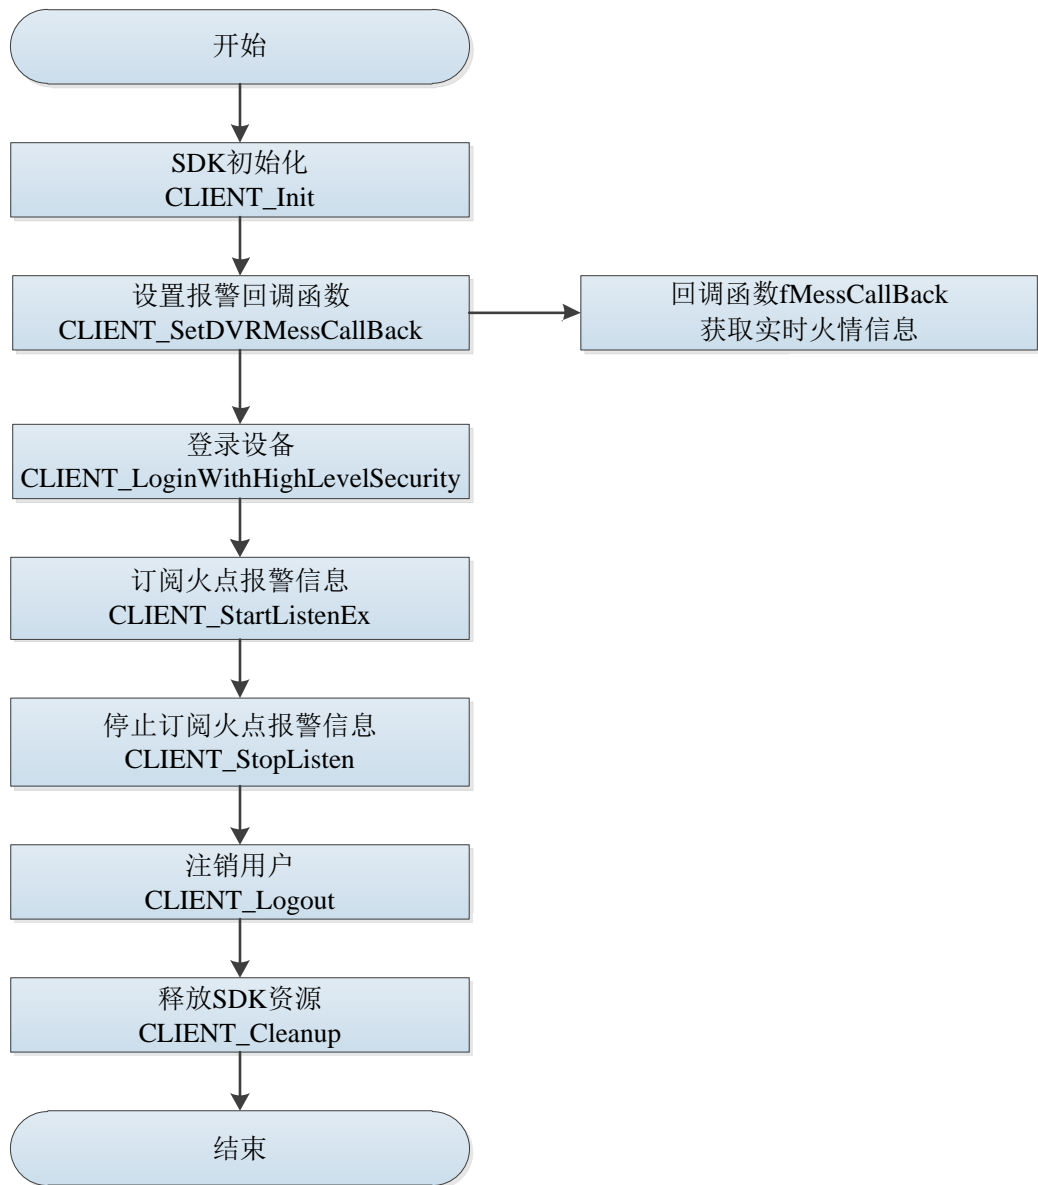 开始
SDK初始化
CLIENT_Init
设置报警回调函数
CLIENT_SetDVRMessCallBack
回调函数fMessCallBack
获取实时火情信息
登录设备
CLIENT_LoginWithHighLevelSecurity
订阅火点报警信息
CLIENT_StartListenEx
停止订阅火点报警信息
CLIENT_StopListen
注销用户
CLIENT_Logout
释放SDK资源
CLIENT_Cleanup
结束